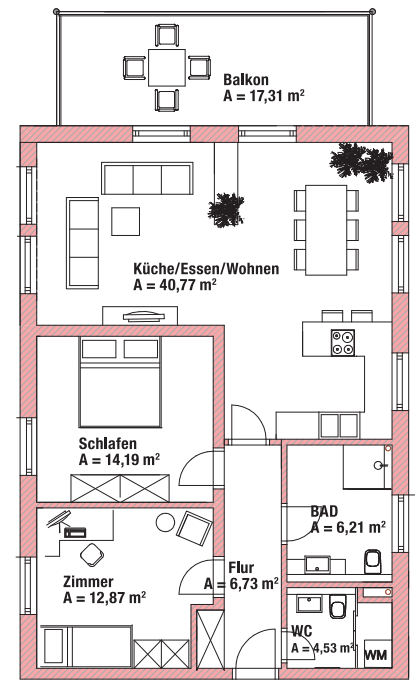 Balkon
A = 17,31 m²
Küche/Essen/Wohnen
A = 40,77 m²
Schlafen
A = 14,19 m²
BAD
A = 6,21 m²
Zimmer
A = 12,87 m²
Flur
A = 6,73 m²
WC
A = 4,53 m²
WM